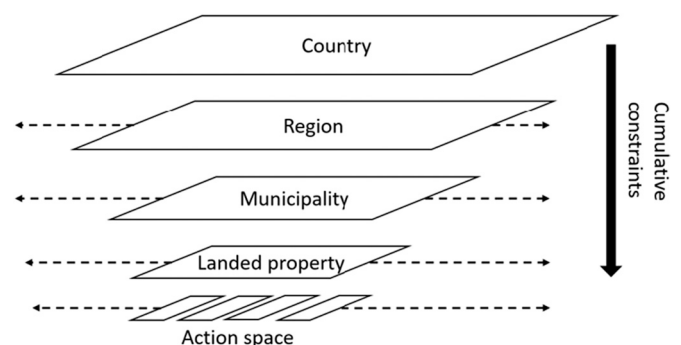 Country
Region
Municipality
Landed property
Action space
Cumulative
constraints